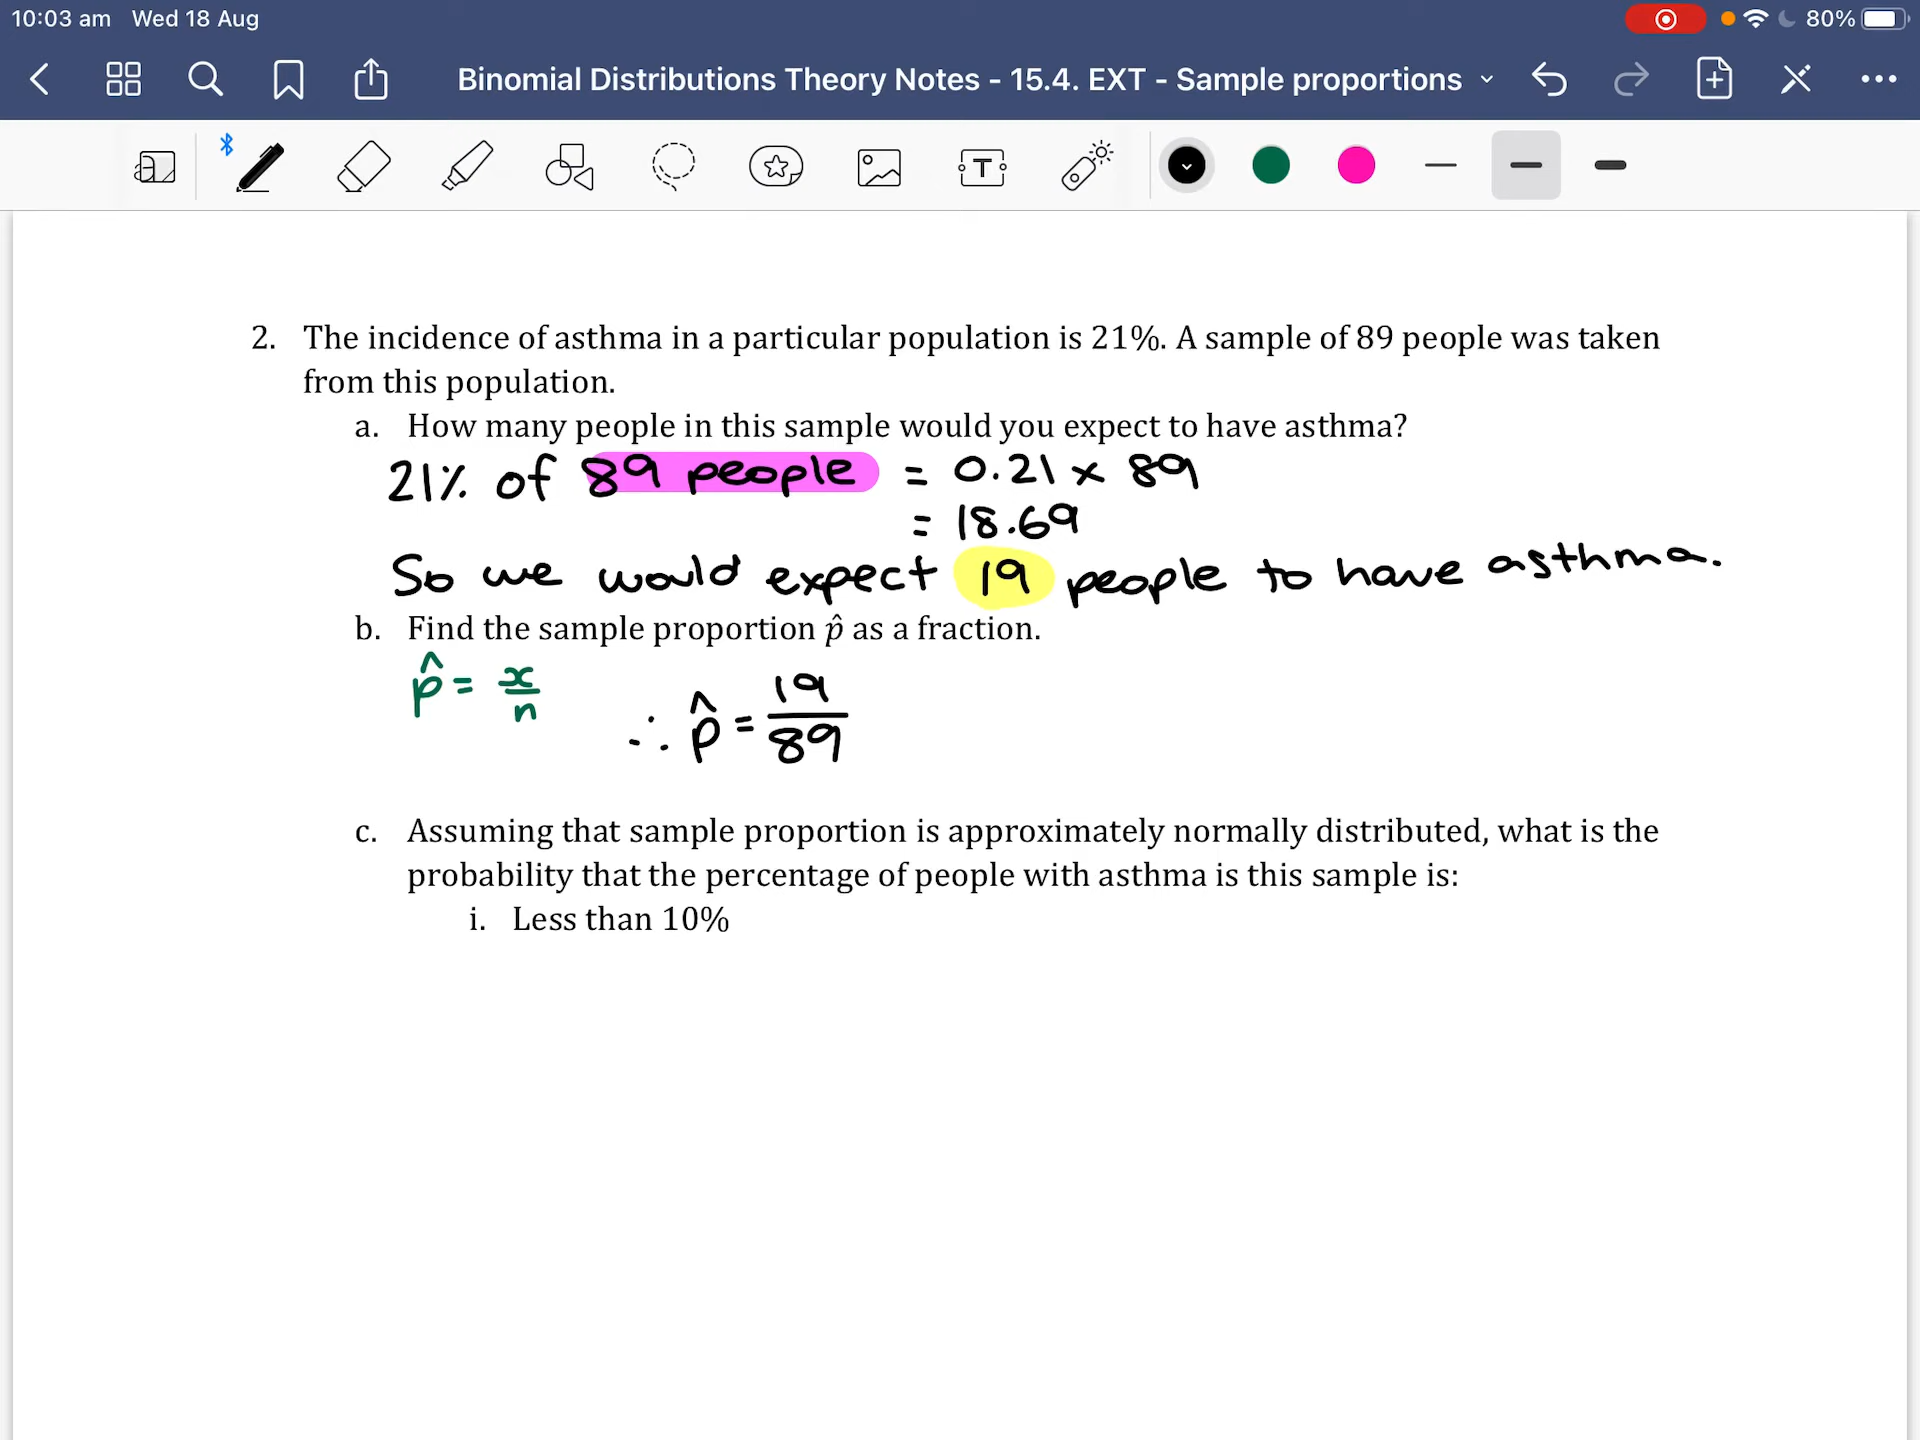 10:03 am Wed 18 Aug
80%
Binomial Distributions Theory Notes - 15.4. EXT - Sample proportions
2. The incidence of asthma in a particular population is 21%. A sample of 89 people was taken
from this population.
a. How many people in this sample would you expect to have asthma?
21% of 89 people = 0.21 x 89
= 18.69
So we would expect 19 people to have asthma.
b. Find the sample proportion p̂ as a fraction.
p̂ = x/n
∴ p̂ = 19/89
c. Assuming that sample proportion is approximately normally distributed, what is the
probability that the percentage of people with asthma is this sample is:
i. Less than 10%